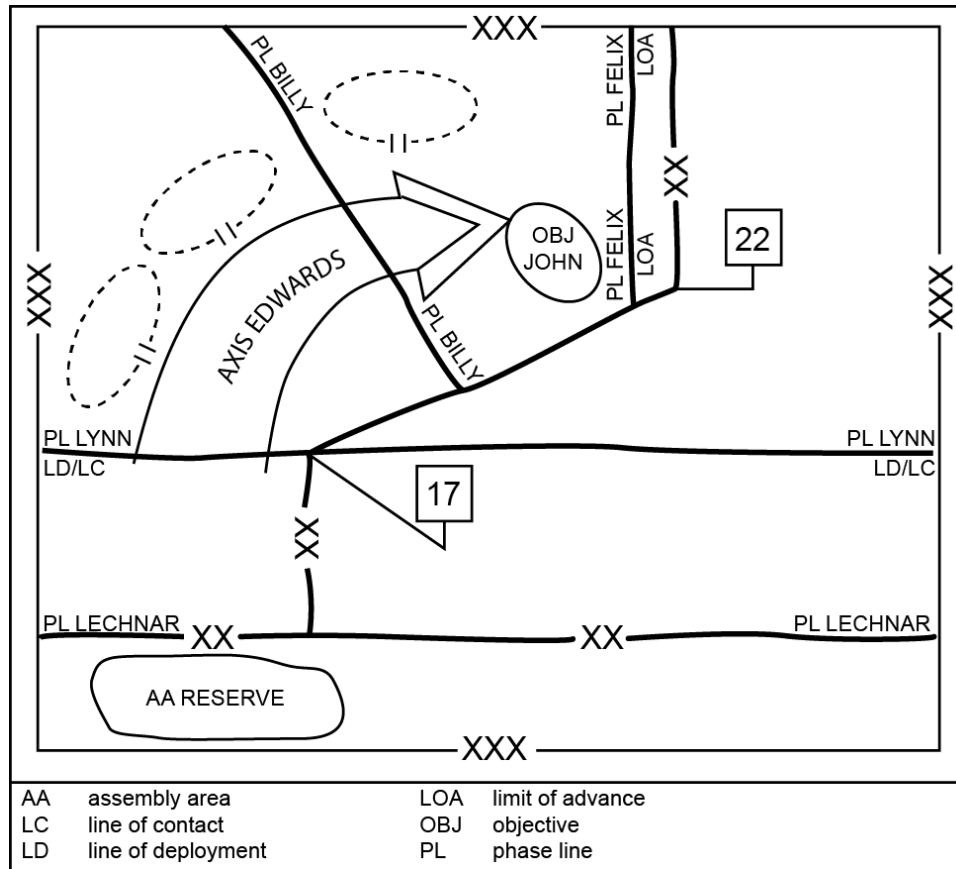 XXX
PL BILLY
PL FELIX
LOA
II
XX
II
22
PL FELIX
LOA
OBJ
JOHN
XXX
XXX
AXIS EDWARDS
II
PL BILLY
PL LYNN
PL LYNN
LD/LC
LD/LC
17
XX
PL LECHNAR
XX
XX
PL LECHNAR
AA RESERVE
XXX
AA assembly area
LOA limit of advance
LC line of contact
OBJ objective
LD line of deployment
PL phase line